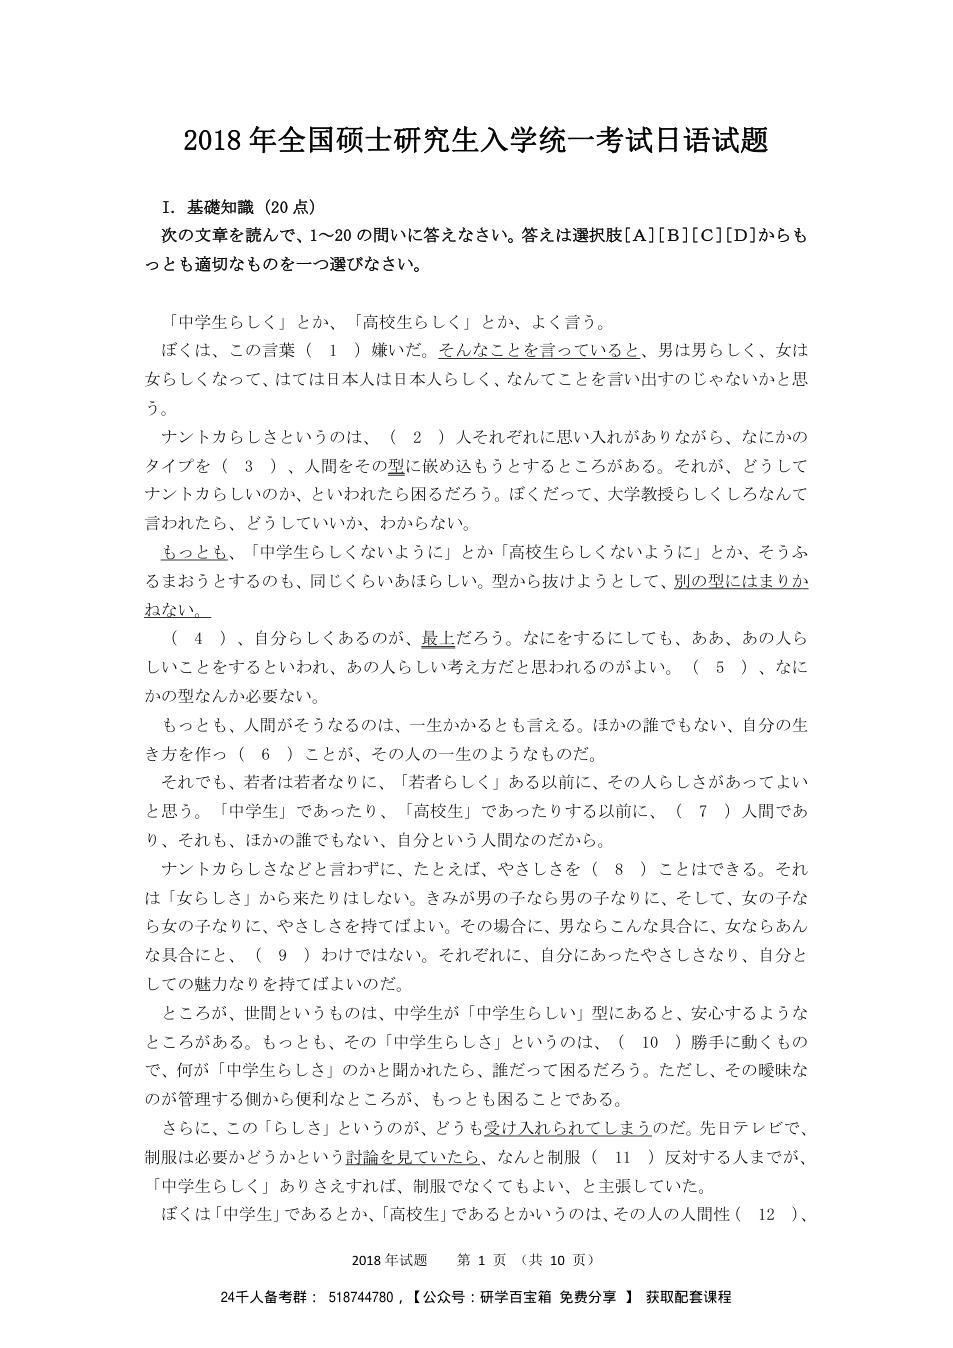 2018 年全国硕士研究生入学统一考试日语试题
I．基礎知識（20 点）
次の文章を読んで、1～20 の問いに答えなさい。答えは選択肢[A][B][C][D]からも
っとも適切なものを一つ選びなさい。
「中学生らしく」とか、「高校生らしく」とか、よく言う。
ぼくは、この言葉（　1　）嫌いだ。そんなことを言っていると、男は男らしく、女は
女らしくなって、はては日本人は日本人らしく、なんてことを言い出すのじゃないかと思
う。
ナントカらしさというのは、（　2　）人それぞれに思い入れがありながら、なにかの
タイプを（　3　）、人間をその型に嵌め込もうとするところがある。それが、どうして
ナントカらしいのか、といわれたら困るだろう。ぼくだって、大学教授らしくしろなんて
言われたら、どうしていいか、わからない。
もっとも、「中学生らしくないように」とか「高校生らしくないように」とか、そうふ
るまおうとするのも、同じくらいあほらしい。型から抜けようとして、別の型にはまりか
ねない。
（　4　）、自分らしくあるのが、最上だろう。なにをするにしても、ああ、あの人ら
しいことをするといわれ、あの人らしい考え方だと思われるのがよい。（　5　）、なに
かの型なんか必要ない。
もっとも、人間がそうなるのは、一生かかるとも言える。ほかの誰でもない、自分の生
き方を作っ（　6　）ことが、その人の一生のようなものだ。
それでも、若者は若者なりに、「若者らしく」ある以前に、その人らしさがあってよい
と思う。「中学生」であったり、「高校生」であったりする以前に、（　7　）人間であ
り、それも、ほかの誰でもない、自分という人間なのだから。
ナントカらしさなどと言わずに、たとえば、やさしさを（　8　）ことはできる。それ
は「女らしさ」から来たりはしない。きみが男の子なら男の子なりに、そして、女の子な
ら女の子なりに、やさしさを持てばよい。その場合に、男ならこんな具合に、女ならあん
な具合にと、（　9　）わけではない。それぞれに、自分にあったやさしさなり、自分と
しての魅力なりを持てばよいのだ。
ところが、世間というものは、中学生が「中学生らしい」型にあると、安心するような
ところがある。もっとも、その「中学生らしさ」というのは、（　10　）勝手に動くもの
で、何が「中学生らしさ」のかと聞かれたら、誰だって困るだろう。ただし、その曖昧な
のが管理する側から便利なところが、もっとも困ることである。
さらに、この「らしさ」というのが、どうも受け入れられてしまうのだ。先日テレビで、
制服は必要かどうかという討論を見ていたら、なんと制服（　11　）反対する人までが、
「中学生らしく」ありさえすれば、制服でなくてもよい、と主張していた。
ぼくは「中学生」であるとか、「高校生」であるとかいうのは、その人の人間性（　12　）、
2018 年试题　　第 1 页 （共 10 页）
24千人备考群： 518744780，【公众号：研学百宝箱 免费分享 】 获取配套课程